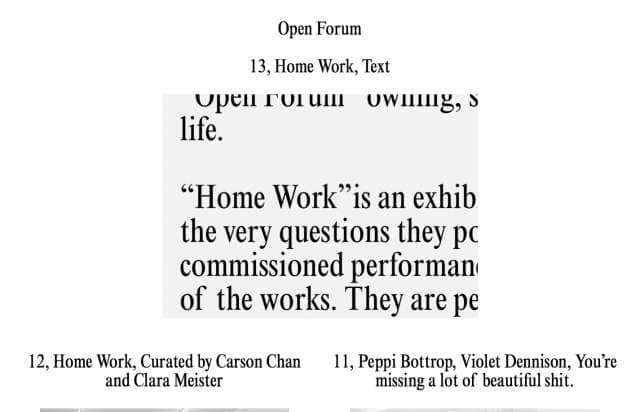 Open Forum
13, Home Work, Text
Open Forum owning, s
life.
“Home Work”is an exhib
the very questions they po
commissioned performan
of the works. They are pe
12, Home Work, Curated by Carson Chan
and Clara Meister
11, Peppi Bottrop, Violet Dennison, You’re
missing a lot of beautiful shit.